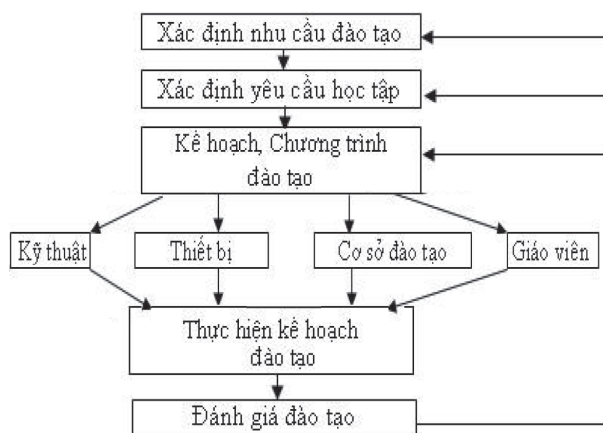 Xác định nhu cầu đào tạo
Xác định yêu cầu học tập
Kế hoạch, Chương trình
đào tạo
Kỹ thuật
Thiết bị
Cơ sở đào tạo
Giáo viên
Thực hiện kế hoạch
đào tạo
Đánh giá đào tạo